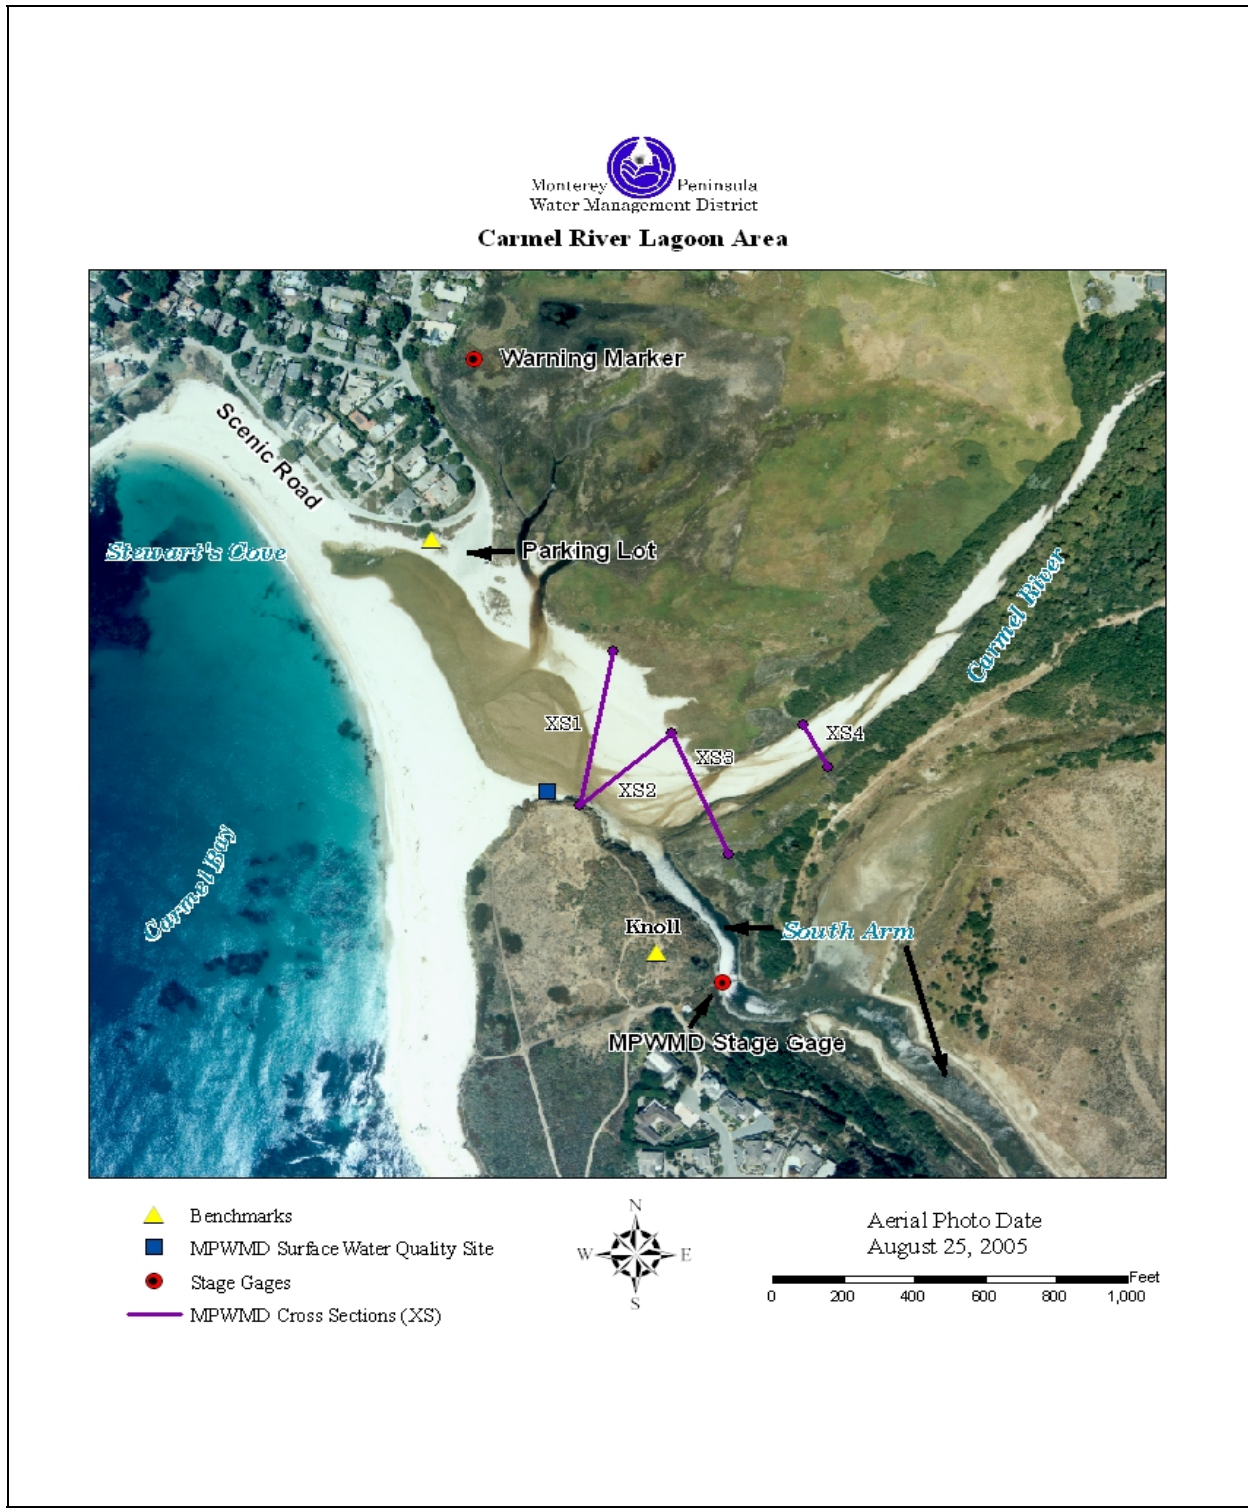 Monterey Peninsula
Water Management District
Carmel River Lagoon Area
Warning Marker
Scenic Road
Stewart's Cove
Parking Lot
Carmel River
XS1
XS4
XS3
XS2
Carmel Bay
Knoll
South Arm
MPWMD Stage Gage
Benchmarks
MPWMD Surface Water Quality Site
Stage Gages
MPWMD Cross Sections (XS)
N
W E
S
Aerial Photo Date
August 25, 2005
Feet
0 200 400 600 800 1,000